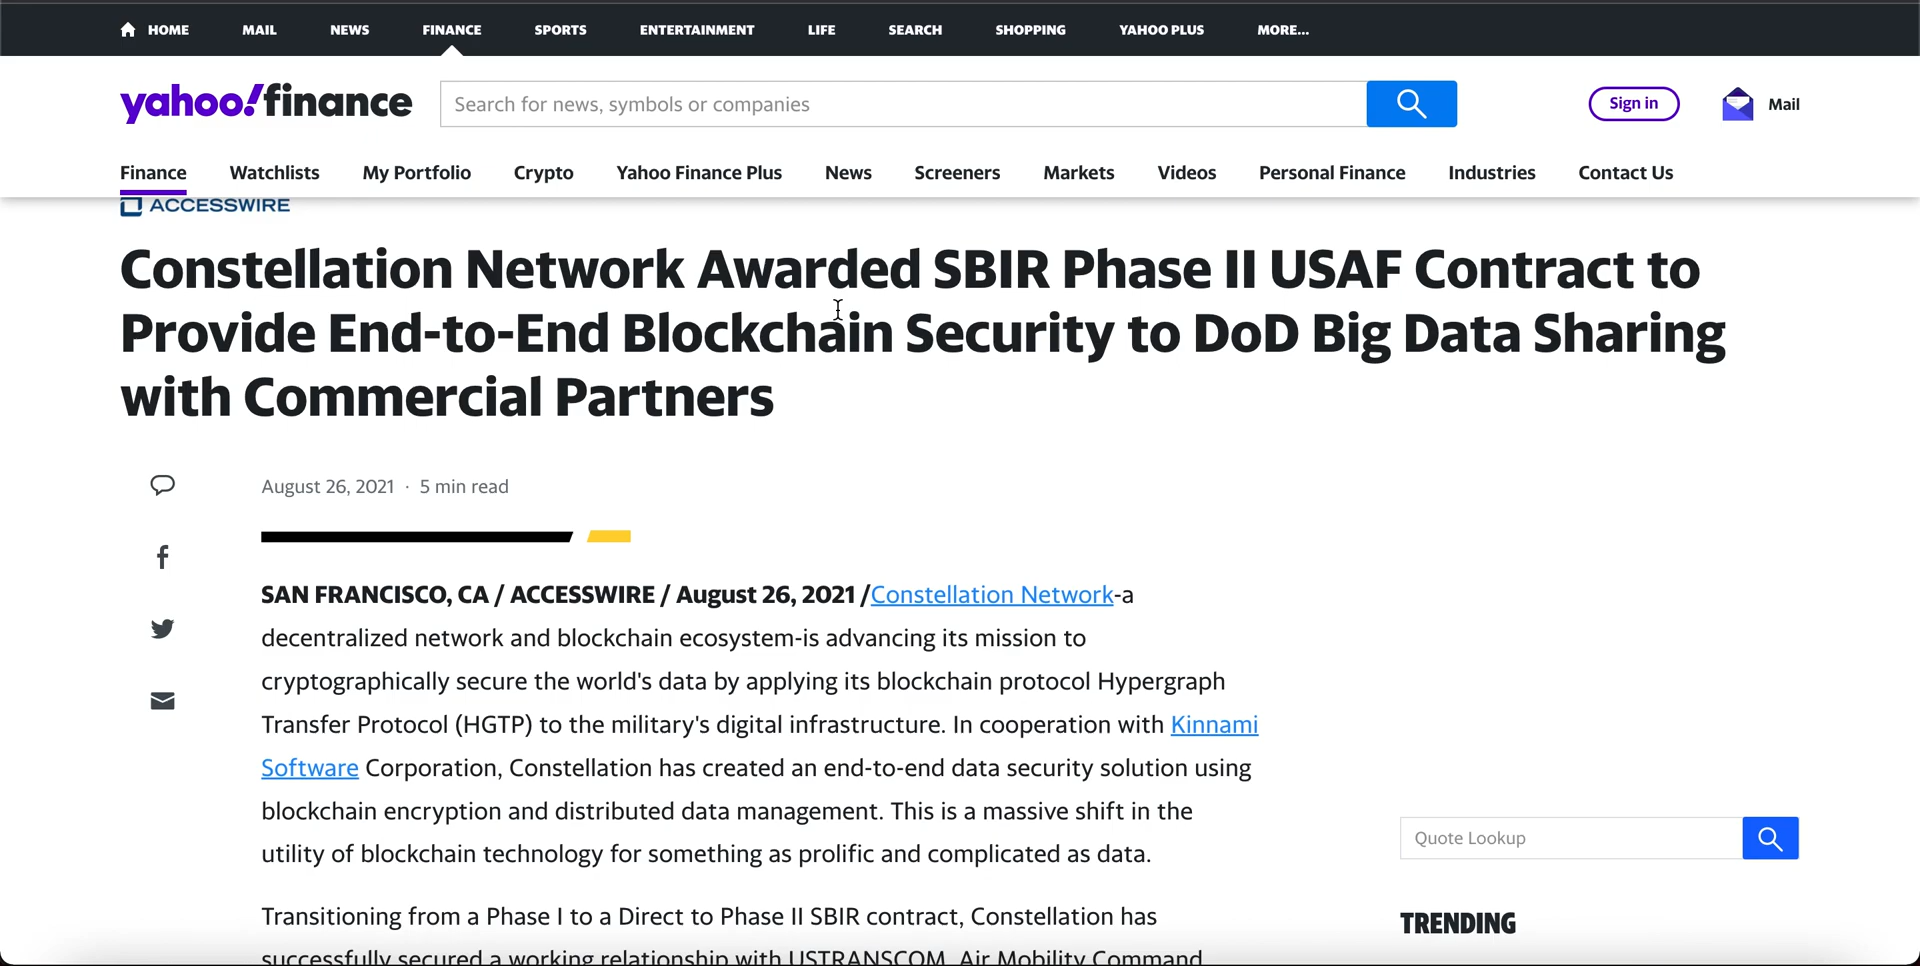 HOME MAIL NEWS FINANCE SPORTS ENTERTAINMENT LIFE SEARCH SHOPPING YAHOO PLUS MORE...
yahoo!finance Search for news, symbols or companies Sign in Mail
Finance Watchlists My Portfolio Crypto Yahoo Finance Plus News Screeners Markets Videos Personal Finance Industries Contact Us
ACCESSWIRE
Constellation Network Awarded SBIR Phase II USAF Contract to
Provide End-to-End Blockchain Security to DoD Big Data Sharing
with Commercial Partners
August 26, 2021 · 5 min read
SAN FRANCISCO, CA / ACCESSWIRE / August 26, 2021 /Constellation Network-a
decentralized network and blockchain ecosystem-is advancing its mission to
cryptographically secure the world's data by applying its blockchain protocol Hypergraph
Transfer Protocol (HGTP) to the military's digital infrastructure. In cooperation with Kinnami
Software Corporation, Constellation has created an end-to-end data security solution using
blockchain encryption and distributed data management. This is a massive shift in the
utility of blockchain technology for something as prolific and complicated as data.
Quote Lookup
Transitioning from a Phase I to a Direct to Phase II SBIR contract, Constellation has
TRENDING
successfully secured a working relationship with USTRANSCOM, Air Mobility Command